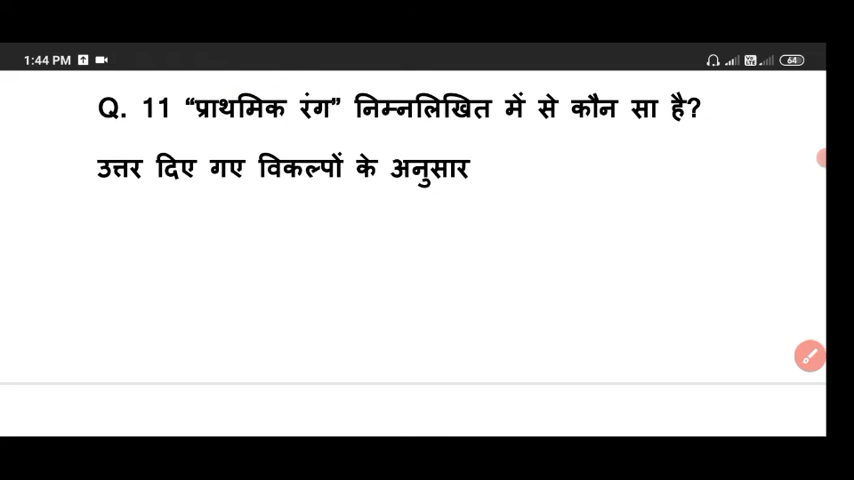 1:44 PM 64
Q. 11 “प्राथमिक रंग” निम्नलिखित में से कौन सा है?
उत्तर दिए गए विकल्पों के अनुसार